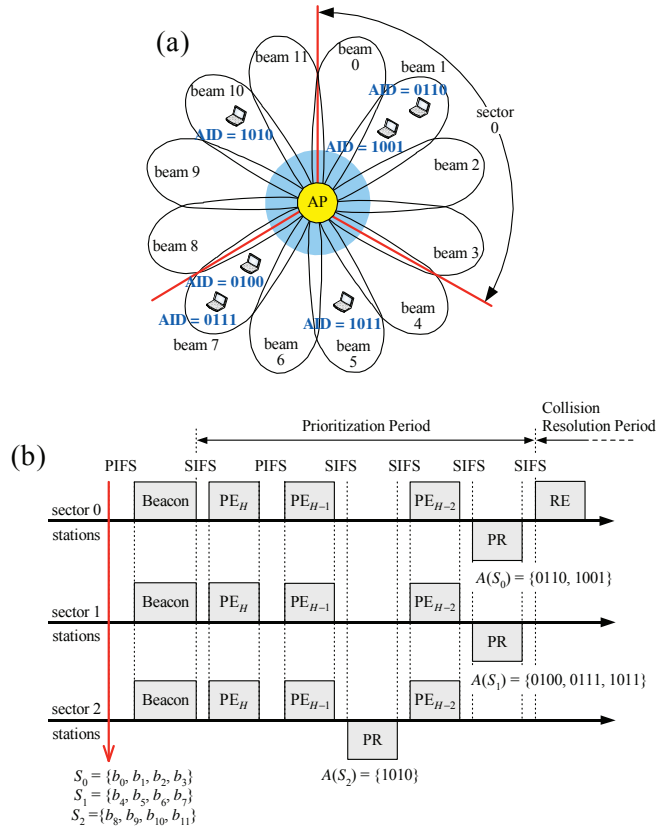 (a)
beam 11
beam
0
beam 1
AID = 0110
beam 10
AID = 1010
AID = 1001
sector
0
beam 9
beam 2
AP
beam 8
beam 3
AID = 0100
AID = 0111
AID = 1011
beam
4
beam 7
beam
6
beam
5
Prioritization Period
Collision
Resolution Period
(b)
PIFS SIFS PIFS SIFS SIFS SIFS SIFS
sector 0 Beacon PE_H PE_{H−1} PE_{H−2} RE
stations PR
A(S_0) = {0110, 1001}
sector 1 Beacon PE_H PE_{H−1} PE_{H−2}
stations PR
A(S_1) = {0100, 0111, 1011}
sector 2 Beacon PE_H PE_{H−1} PE_{H−2}
stations PR
A(S_2) = {1010}
S_0 = {b_0, b_1, b_2, b_3}
S_1 = {b_4, b_5, b_6, b_7}
S_2 ={b_8, b_9, b_10, b_11}